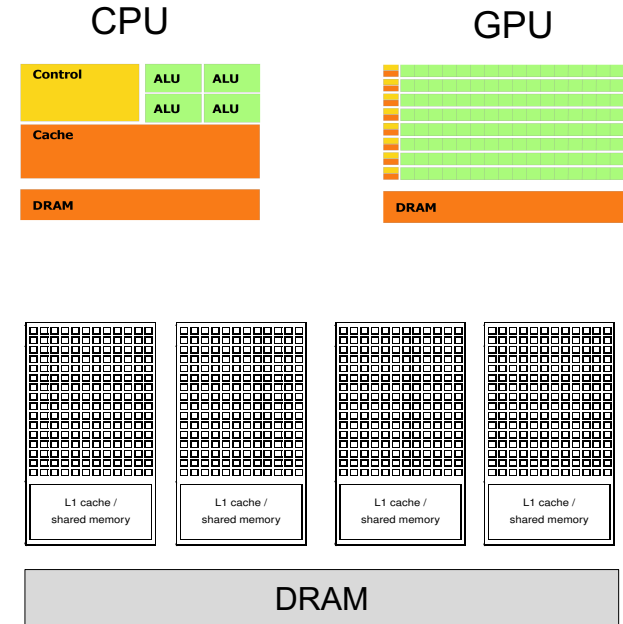 CPU
GPU
Control
ALU
ALU
ALU
ALU
Cache
DRAM
DRAM
L1 cache /
shared memory
L1 cache /
shared memory
L1 cache /
shared memory
L1 cache /
shared memory
DRAM